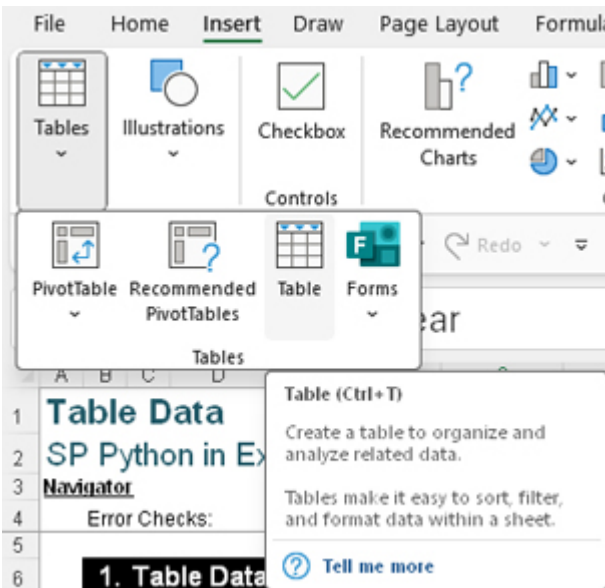 File Home Insert Draw Page Layout Formula
Tables Illustrations Checkbox Recommended Charts
Controls
Redo
PivotTable Recommended PivotTables Table Forms
ear
Tables
A B C D
Table (Ctrl+T)
1 Table Data
Create a table to organize and
analyze related data.
2 SP Python in Ex
3 Navigator
Tables make it easy to sort, filter,
and format data within a sheet.
4 Error Checks:
5
Tell me more
6 1. Table Data